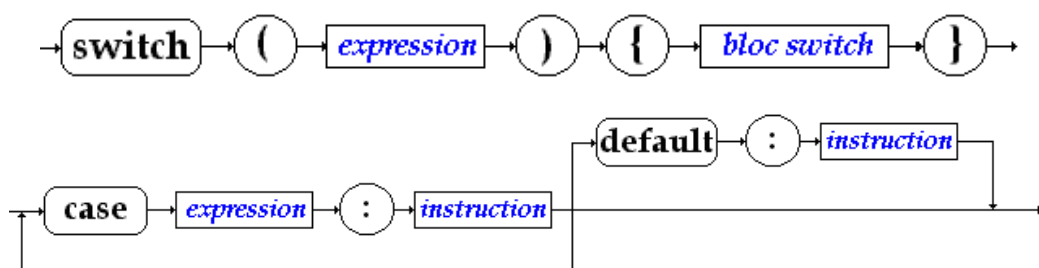 switch ( expression ) { bloc switch }
default : instruction
case expression : instruction